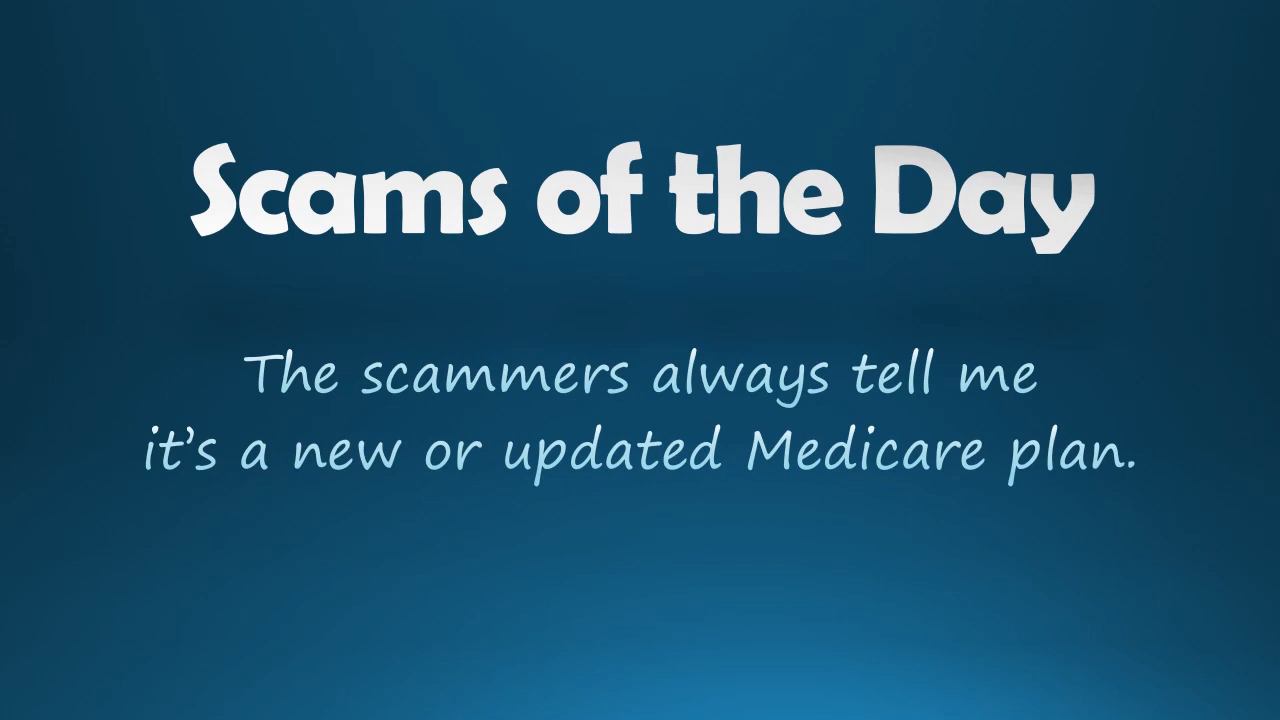 Scams of the Day
The scammers always tell me
it’s a new or updated Medicare plan.